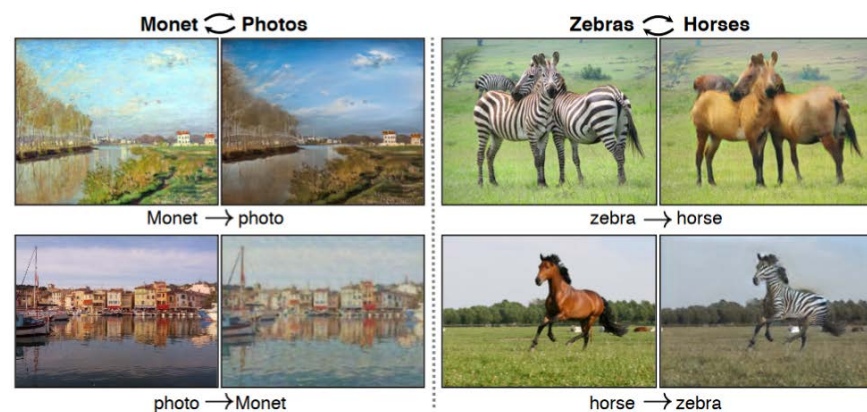 Monet Photos
Monet → photo
photo → Monet
Zebras Horses
zebra → horse
horse → zebra